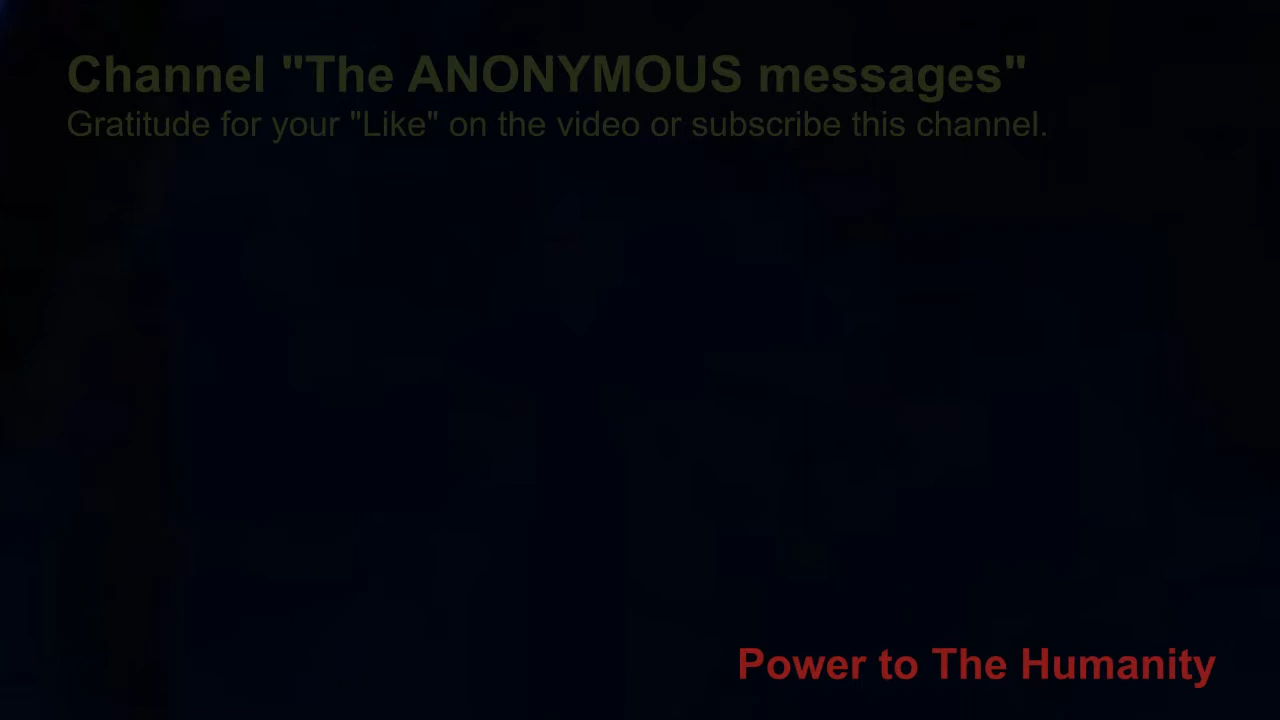 Channel "The ANONYMOUS messages"
Gratitude for your "Like" on the video or subscribe this channel.
Power to The Humanity